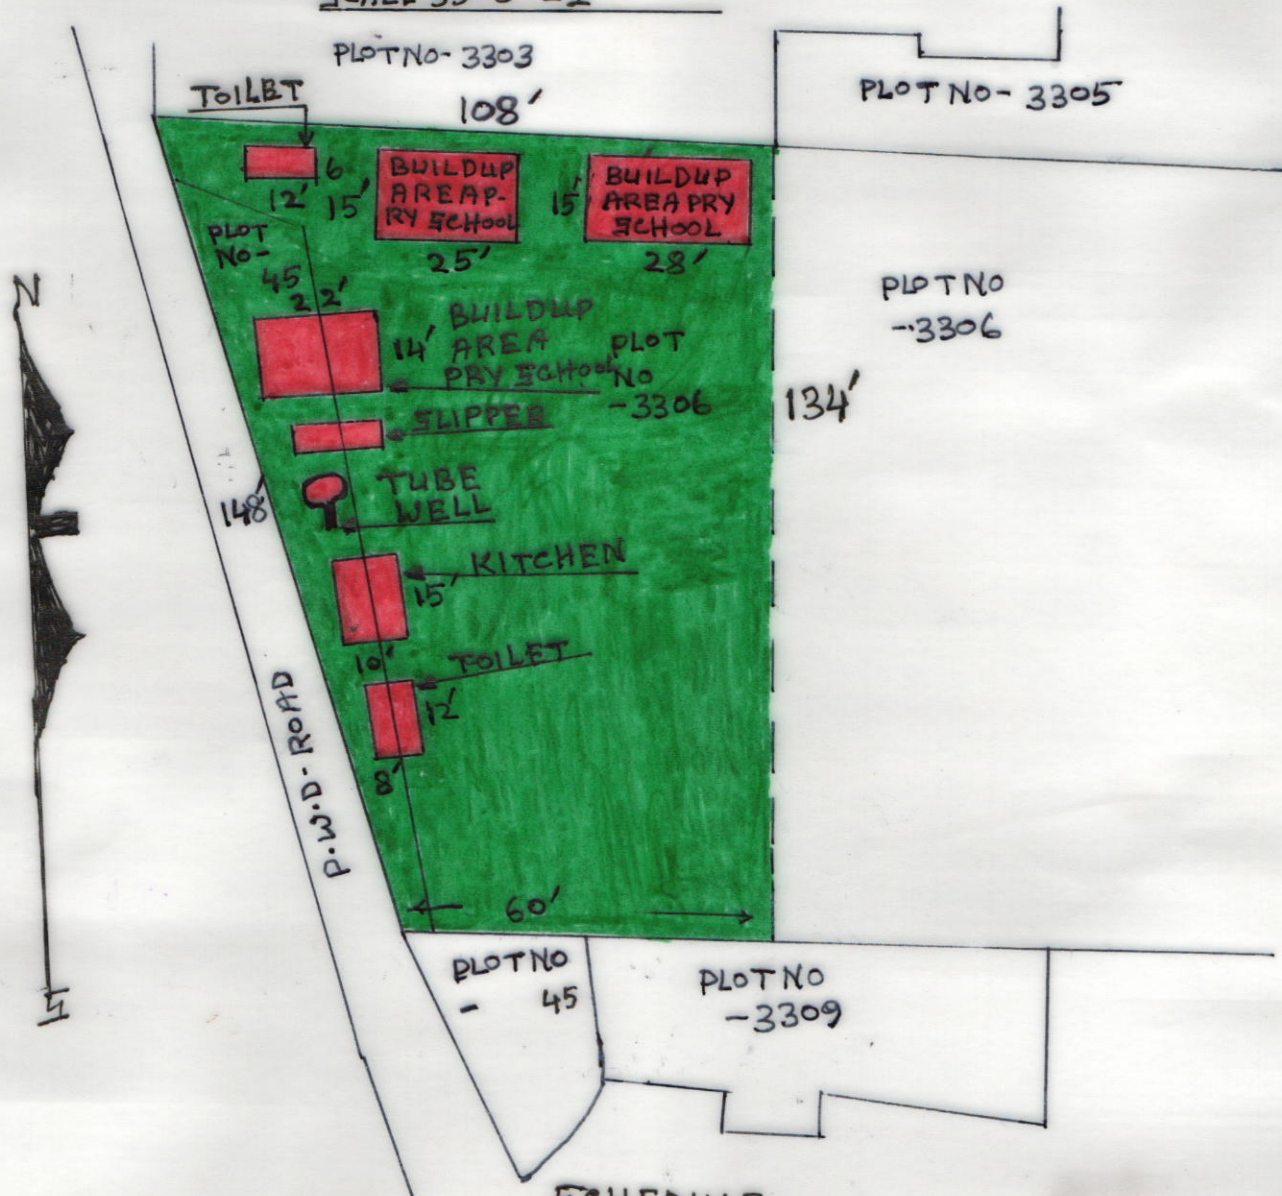 PLOT NO- 3303
TOILET
108'
PLOT NO- 3305
6
12'
15'
BUILDUP
AREA P-
RY SCHOOL
25'
15'
BUILDUP
AREA PRY
SCHOOL
28'
PLOT
NO-
45
22'
N
PLOT NO
-3306
14'
BUILDUP
AREA
PRY SCHOOL
PLOT
NO
-3306
134'
SLIPPER
148'
TUBE
WELL
KITCHEN
15'
10'
TOILET
12'
8'
P.W.D-ROAD
60'
S
PLOT NO
- 45
PLOT NO
-3309